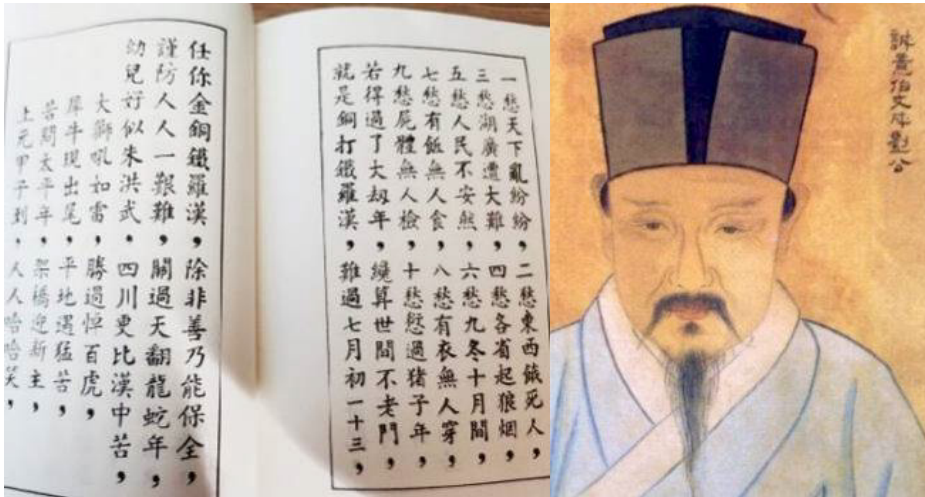 一愁天下亂紛紛，二愁東西餓死人，
三愁湖廣遭大難，四愁各省起狼烟，
五愁人民不安然，六愁九冬十月間，
七愁有飯無人食，八愁有衣無人穿，
九愁屍體無人檢，十愁過猪子年，
若得過了大劫年，繞算世間不老門，
就是銅打鐵羅漢，難過七月初一十三，
任你金銅鐵羅漢，除非善乃能保全，
謹防人人一艱難，關過天翻龍蛇年，
幼兒好似朱洪武，四川更比漢中苦，
大獅吼如雷，勝過悼百虎，
犀牛現出尾，平地遇猛苦，
若問太平年，架橋迎新主，
上元甲子到，人人哈哈笑，
誠意伯文成劉公